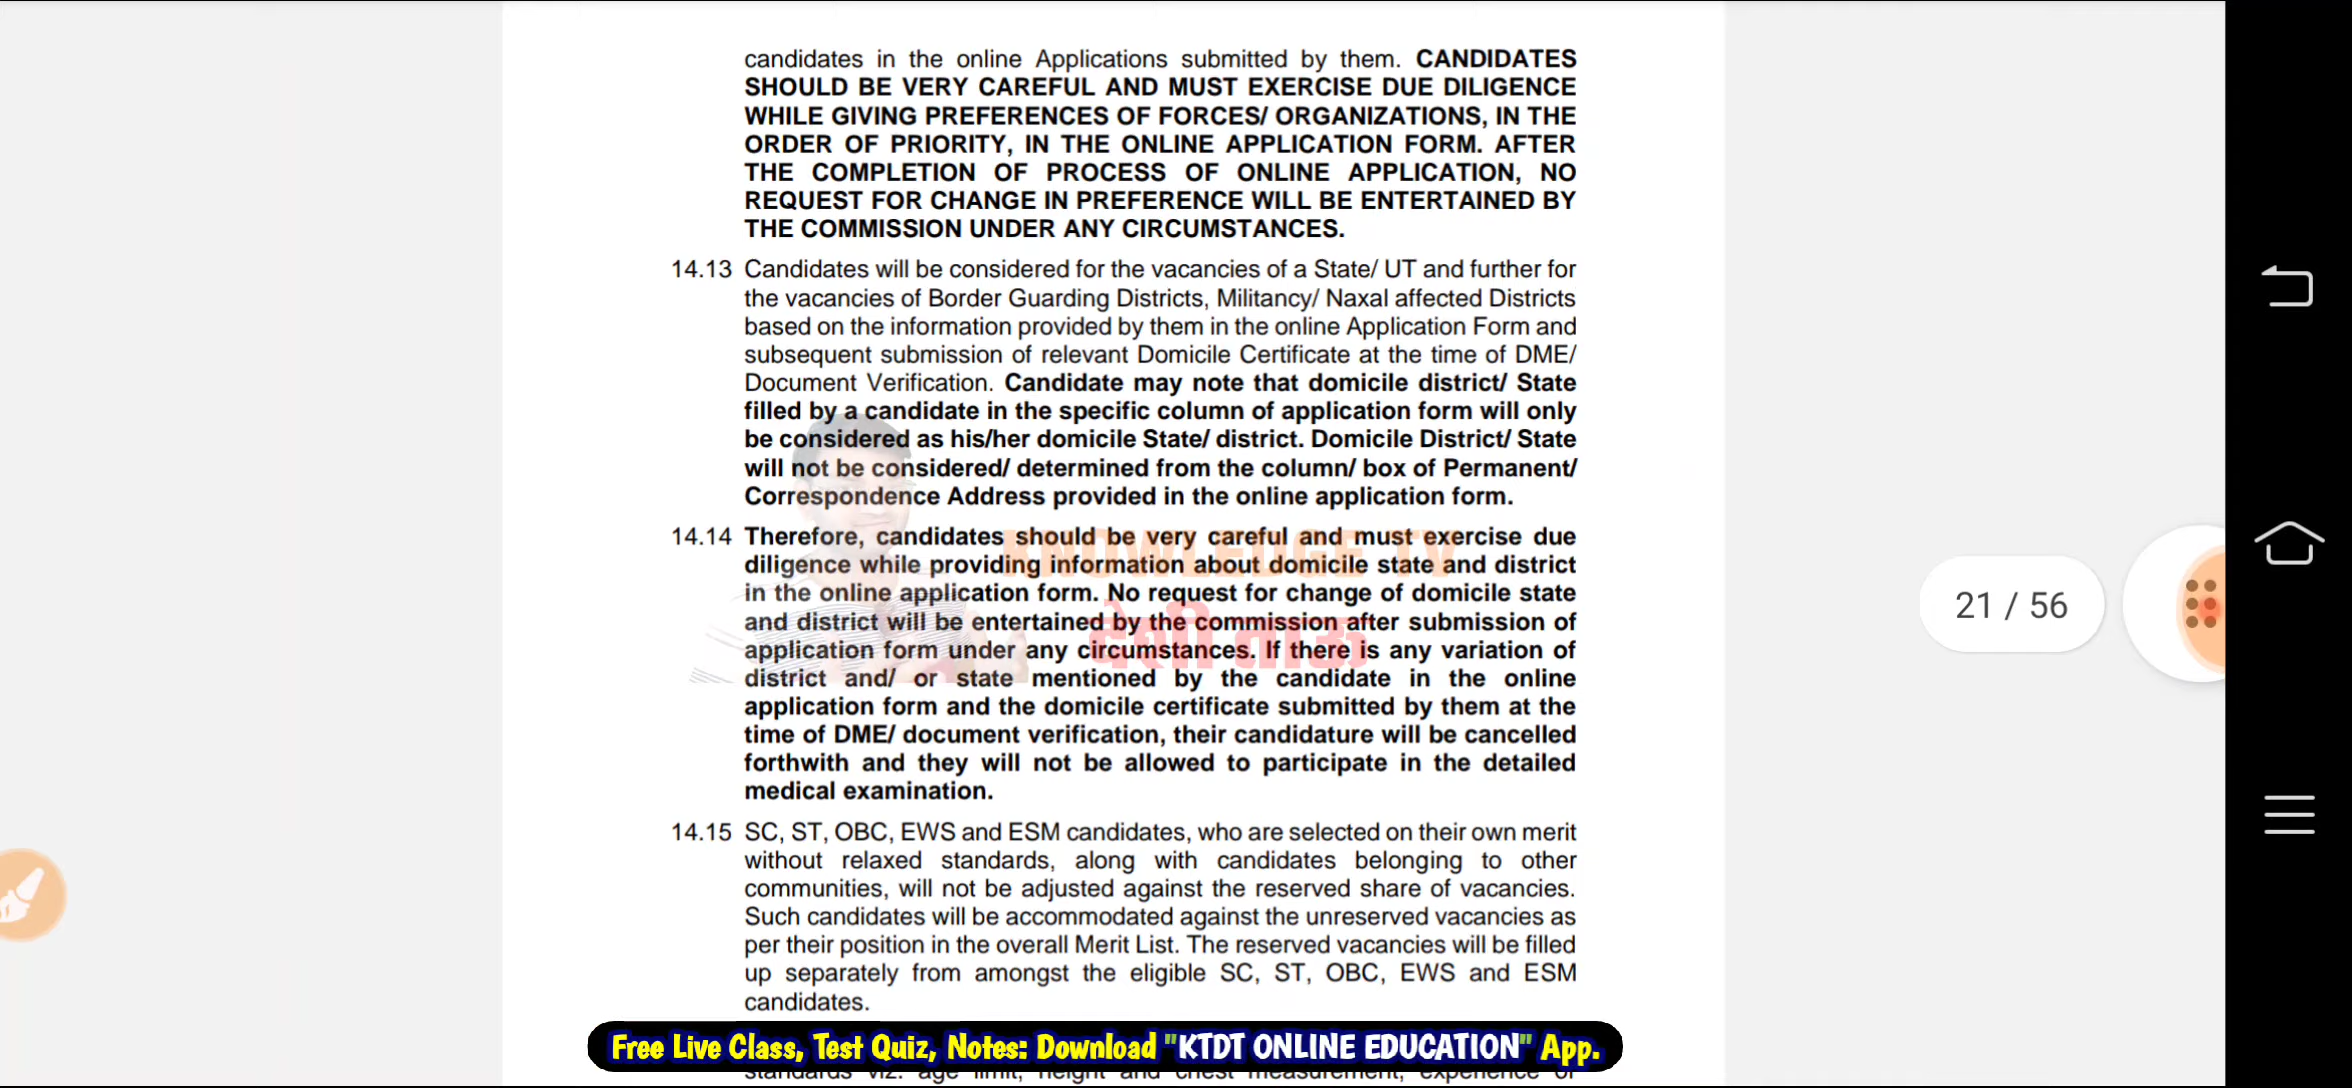 candidates in the online Applications submitted by them. CANDIDATES
SHOULD BE VERY CAREFUL AND MUST EXERCISE DUE DILIGENCE
WHILE GIVING PREFERENCES OF FORCES/ ORGANIZATIONS, IN THE
ORDER OF PRIORITY, IN THE ONLINE APPLICATION FORM. AFTER
THE COMPLETION OF PROCESS OF ONLINE APPLICATION, NO
REQUEST FOR CHANGE IN PREFERENCE WILL BE ENTERTAINED BY
THE COMMISSION UNDER ANY CIRCUMSTANCES.
14.13 Candidates will be considered for the vacancies of a State/ UT and further for
the vacancies of Border Guarding Districts, Militancy/ Naxal affected Districts
based on the information provided by them in the online Application Form and
subsequent submission of relevant Domicile Certificate at the time of DME/
Document Verification. Candidate may note that domicile district/ State
filled by a candidate in the specific column of application form will only
be considered as his/her domicile State/ district. Domicile District/ State
will not be considered/ determined from the column/ box of Permanent/
Correspondence Address provided in the online application form.
14.14 Therefore, candidates should be very careful and must exercise due
diligence while providing information about domicile state and district
in the online application form. No request for change of domicile state
and district will be entertained by the commission after submission of
application form under any circumstances. If there is any variation of
district and/ or state mentioned by the candidate in the online
application form and the domicile certificate submitted by them at the
time of DME/ document verification, their candidature will be cancelled
forthwith and they will not be allowed to participate in the detailed
medical examination.
14.15 SC, ST, OBC, EWS and ESM candidates, who are selected on their own merit
without relaxed standards, along with candidates belonging to other
communities, will not be adjusted against the reserved share of vacancies.
Such candidates will be accommodated against the unreserved vacancies as
per their position in the overall Merit List. The reserved vacancies will be filled
up separately from amongst the eligible SC, ST, OBC, EWS and ESM
candidates.
standards viz. age limit, height and chest measurement, experience or
KNOWLEDGE TV
देशी ताऊ
21 / 56
Free Live Class, Test Quiz, Notes: Download "KTDT ONLINE EDUCATION" App.